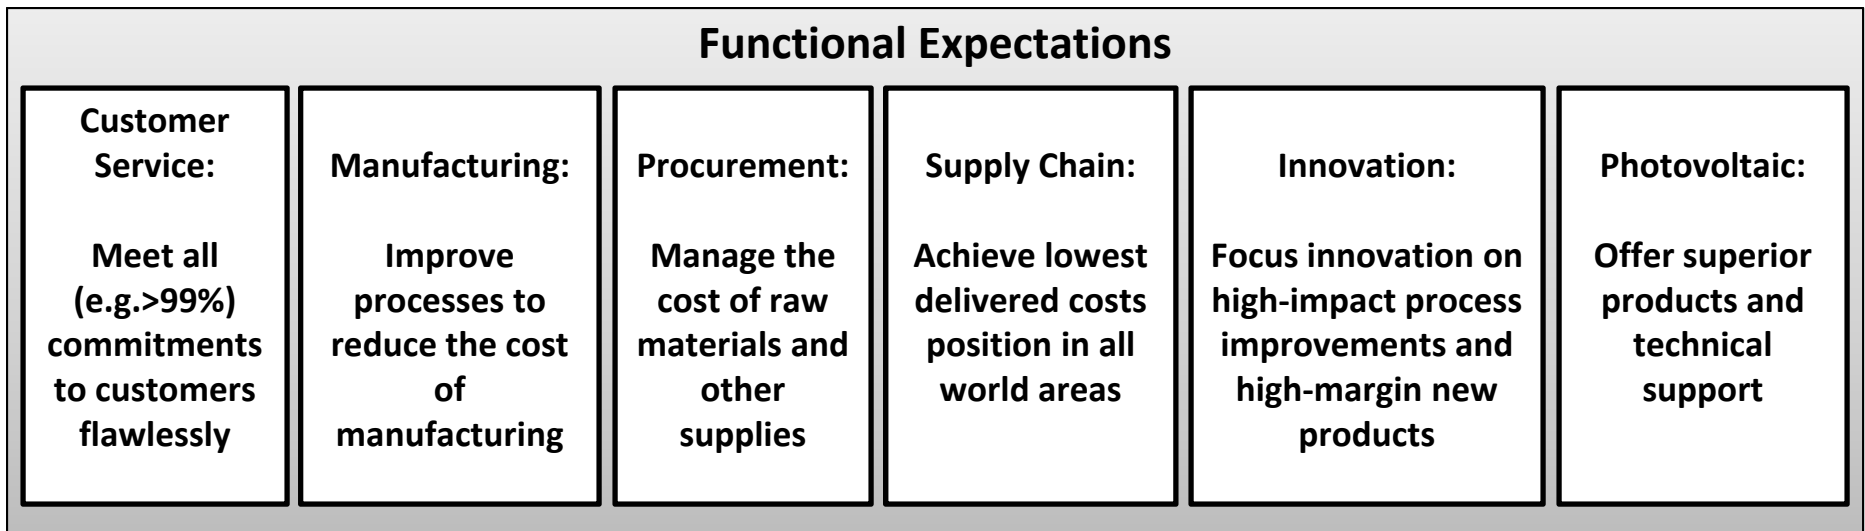 Functional Expectations
Customer
Service:
Meet all
(e.g.>99%)
commitments
to customers
flawlessly
Manufacturing:
Improve
processes to
reduce the cost
of
manufacturing
Procurement:
Manage the
cost of raw
materials and
other
supplies
Supply Chain:
Achieve lowest
delivered costs
position in all
world areas
Innovation:
Focus innovation on
high-impact process
improvements and
high-margin new
products
Photovoltaic:
Offer superior
products and
technical
support